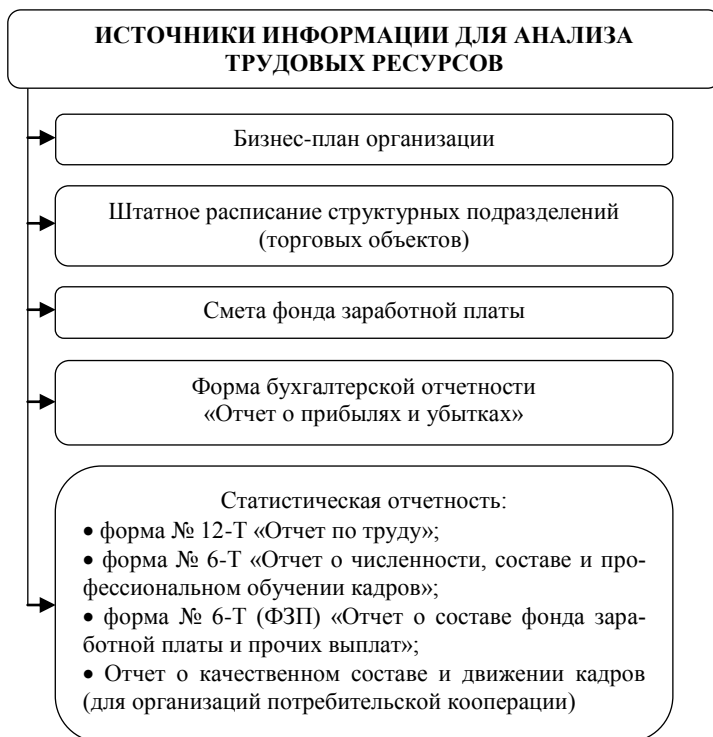 ИСТОЧНИКИ ИНФОРМАЦИИ ДЛЯ АНАЛИЗА
ТРУДОВЫХ РЕСУРСОВ
Бизнес-план организации
Штатное расписание структурных подразделений
(торговых объектов)
Смета фонда заработной платы
Форма бухгалтерской отчетности
«Отчет о прибылях и убытках»
Статистическая отчетность:
• форма № 12-Т «Отчет по труду»;
• форма № 6-Т «Отчет о численности, составе и про-
фессиональном обучении кадров»;
• форма № 6-Т (ФЗП) «Отчет о составе фонда зара-
ботной платы и прочих выплат»;
• Отчет о качественном составе и движении кадров
(для организаций потребительской кооперации)